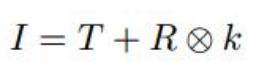 I = T + R ⊗ k